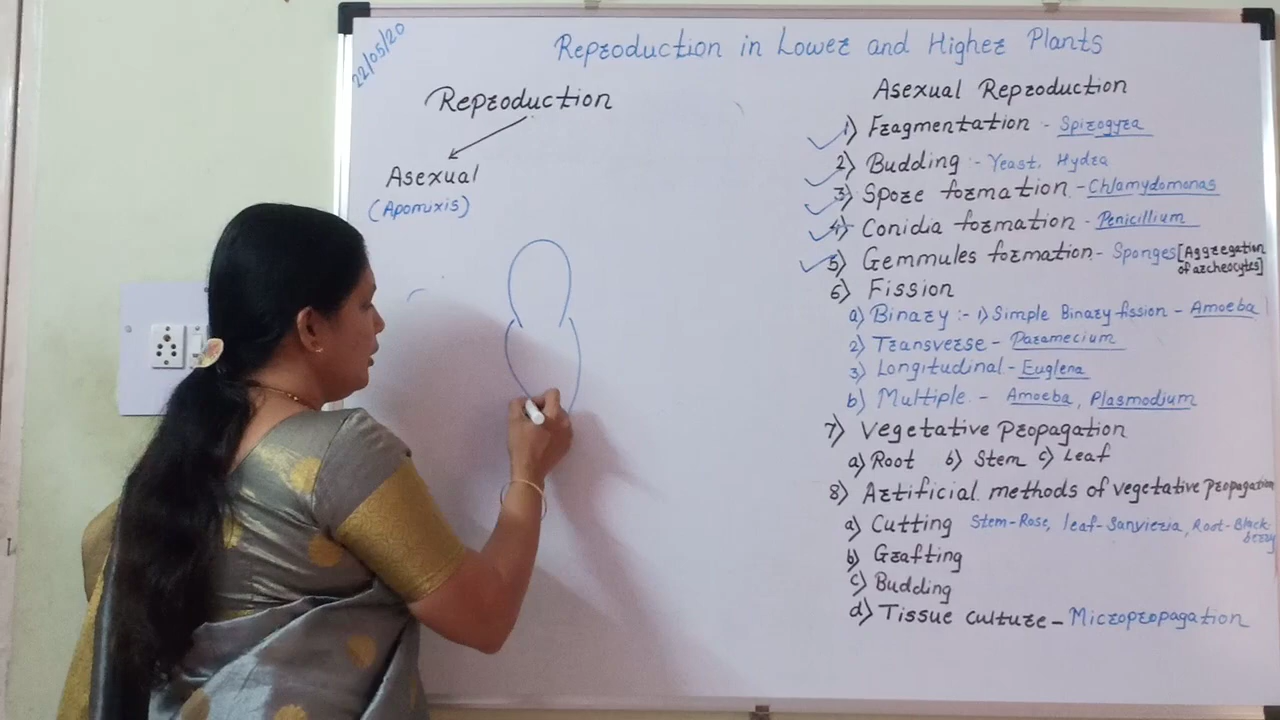 22/05/20
Reproduction in Lower and Higher Plants
Reproduction
Asexual
(Apomixis)
Asexual Reproduction
1) Fragmentation - Spirogyra
2) Budding :- Yeast, Hydra
3) Spore formation - Chlamydomonas
4) Conidia formation - Penicillium
5) Gemmules formation - Sponges [Aggregation of archeocytes]
6) Fission
a) Binary :- 1) Simple Binary fission - Amoeba
2) Transverse - Paramecium
3) Longitudinal - Euglena
b) Multiple - Amoeba, Plasmodium
7) Vegetative Propagation
a) Root b) Stem c) Leaf
8) Artificial methods of vegetative propagation
a) Cutting Stem-Rose, leaf-Sanvieria, Root-Black berry
b) Grafting
c) Budding
d) Tissue culture - Micropropagation